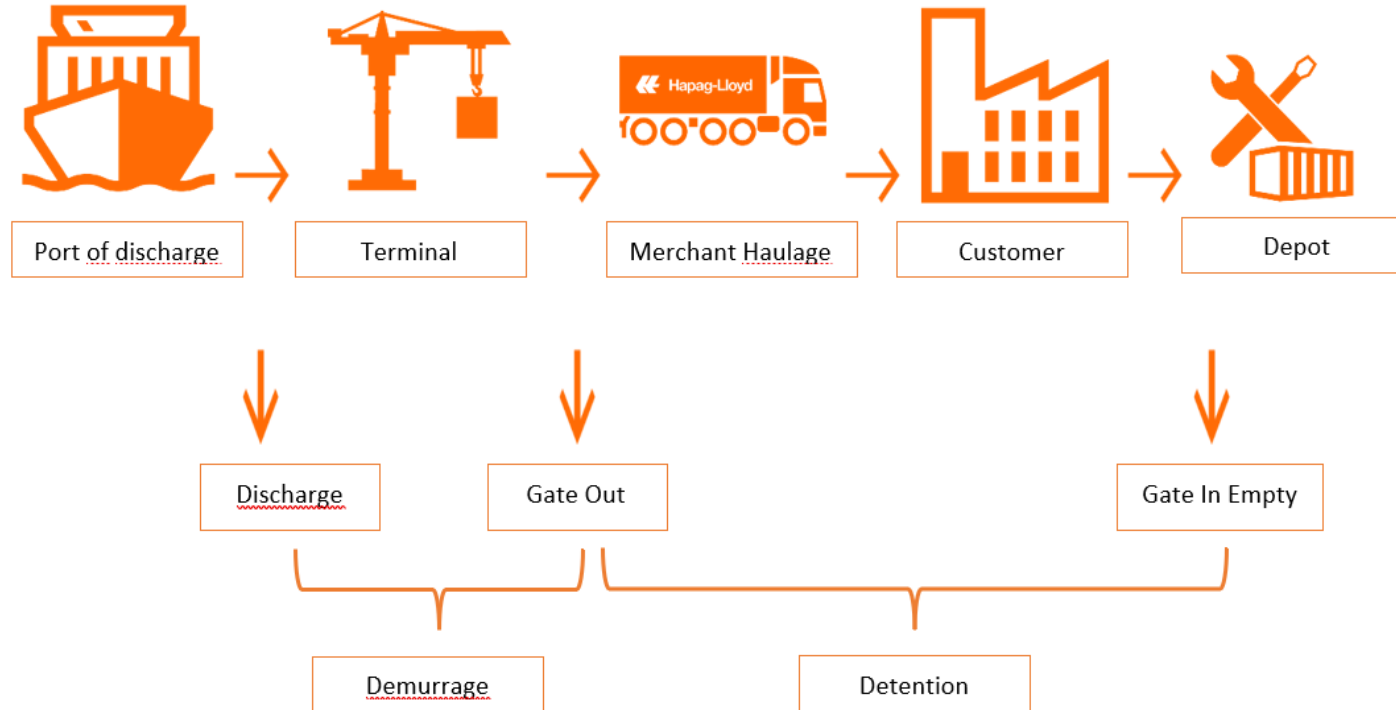 Hapag-Lloyd
Port of discharge
Terminal
Merchant Haulage
Customer
Depot
Discharge
Gate Out
Gate In Empty
Demurrage
Detention